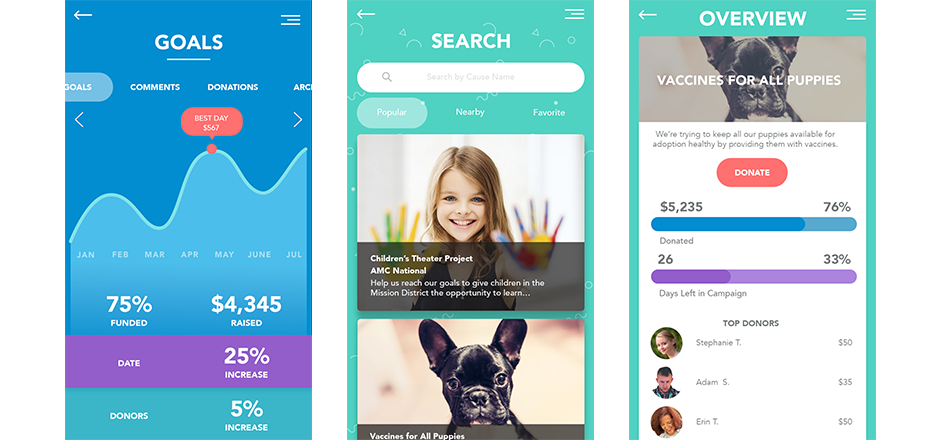 GOALS
GOALS
COMMENTS
DONATIONS
BEST DAY
$567
JAN
FEB
MAR
APR
MAY
JUNE
JUL
75%
FUNDED
$4,345
RAISED
DATE
25%
INCREASE
DONORS
5%
INCREASE
SEARCH
Search by Cause Name
Popular
Nearby
Favorite
Children's Theater Project
AMC National
Help us reach our goals to give children in the
Mission District the opportunity to learn...
Vaccines for All Puppies
OVERVIEW
VACCINES FOR ALL PUPPIES
We're trying to keep all our puppies available for
adoption healthy by providing them with vaccines.
DONATE
$5,235
76%
Donated
26
33%
Days Left in Campaign
TOP DONORS
Stephanie T.
$50
Adam S.
$35
Erin T.
$50